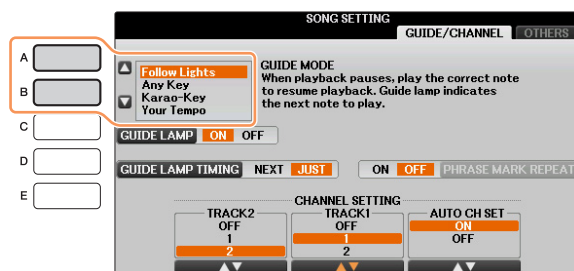 SONG SETTING
GUIDE/CHANNEL OTHERS
A
B
C
D
E
Follow Lights
Any Key
Karao-Key
Your Tempo
GUIDE MODE
When playback pauses, play the correct note
to resume playback. Guide lamp indicates
the next note to play.
GUIDE LAMP ON OFF
GUIDE LAMP TIMING NEXT JUST ON OFF PHRASE MARK REPEAT
CHANNEL SETTING
TRACK2 TRACK1 AUTO CH SET
OFF OFF ON
1 1 OFF
2 2